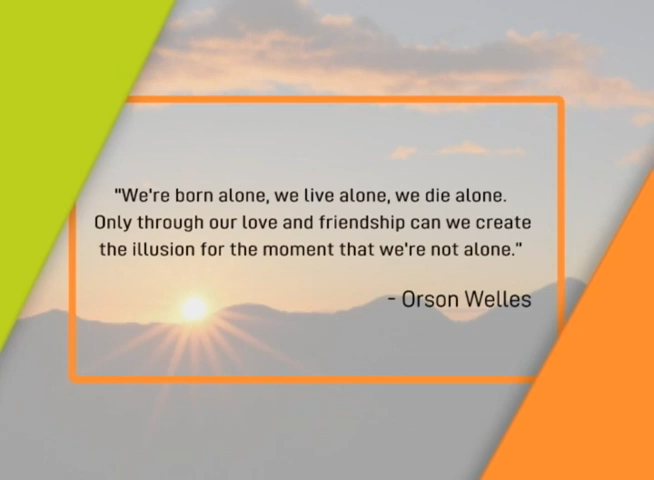 "We're born alone, we live alone, we die alone.
Only through our love and friendship can we create
the illusion for the moment that we're not alone."
- Orson Welles